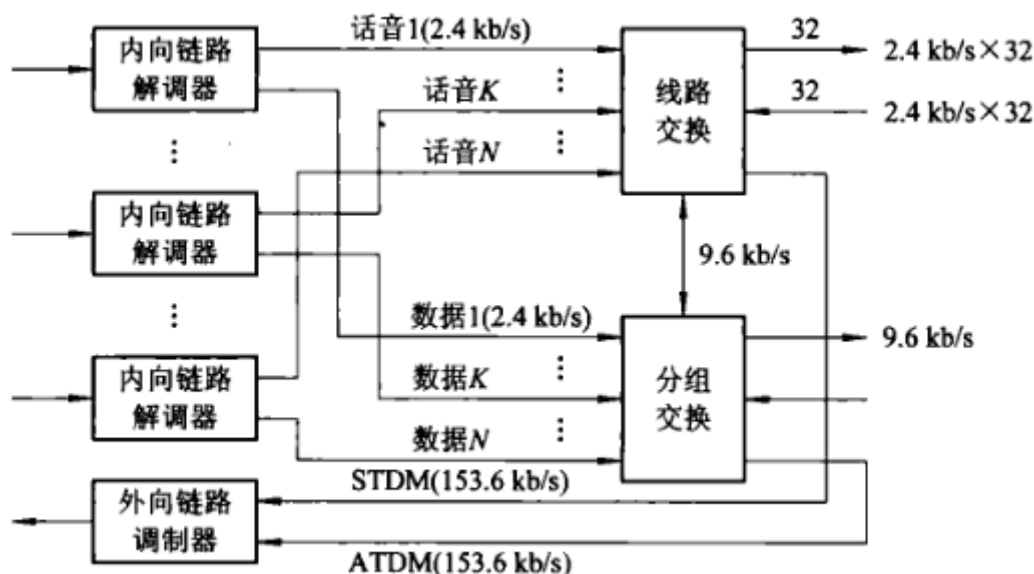 话音1(2.4 kb/s)
32
内向链路
解调器
2.4 kb/s×32
⋮
话音K
线路
交换
32
2.4 kb/s×32
⋮
⋮
话音N
内向链路
解调器
9.6 kb/s
⋮
数据1(2.4 kb/s)
9.6 kb/s
内向链路
解调器
⋮
数据K
分组
交换
⋮
数据N
STDM(153.6 kb/s)
外向链路
调制器
ATDM(153.6 kb/s)